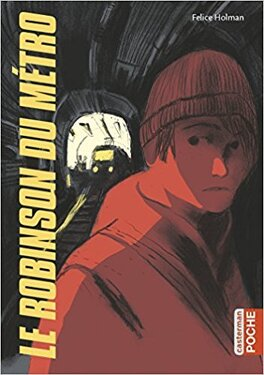 Felice Holman
LE ROBINSON DU MÉTRO
casterman
POCHE